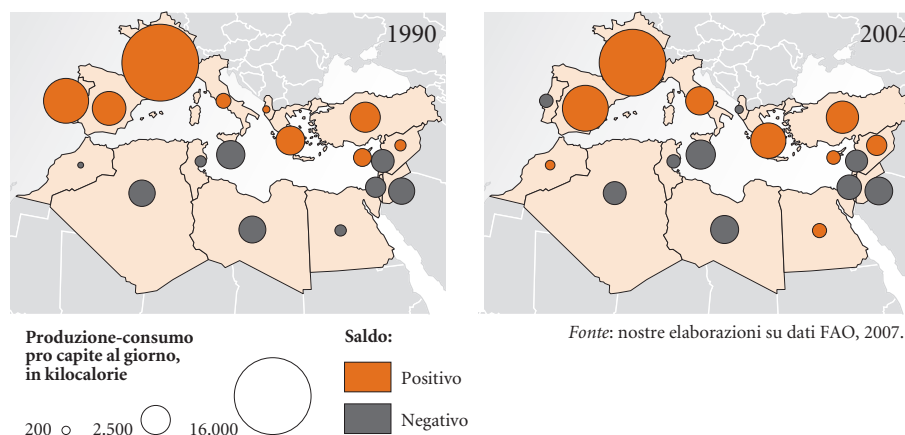 1990
2004
Fonte: nostre elaborazioni su dati FAO, 2007.
Produzione-consumo
pro capite al giorno,
in kilocalorie
200
2.500
16.000
Saldo:
Positivo
Negativo